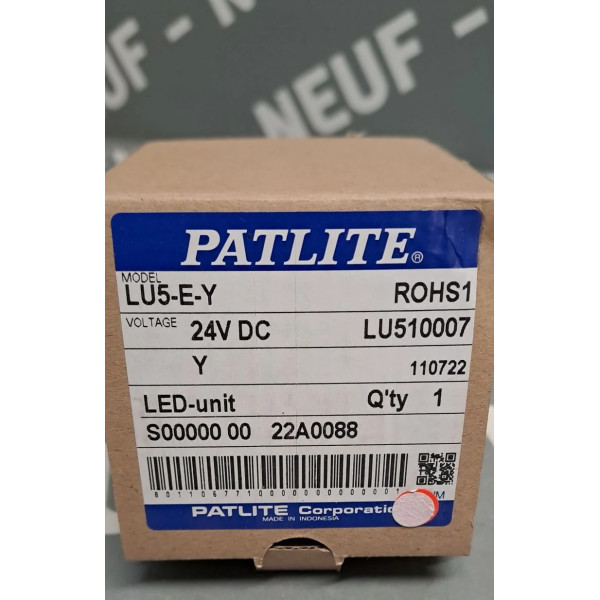 NEUF -
NEUF -
PATLITE®
MODEL
LU5-E-Y ROHS1
VOLTAGE 24V DC LU510007
Y 110722
LED-unit Q'ty 1
S00000 00 22A0088
PATLITE Corporation
MADE IN INDONESIA